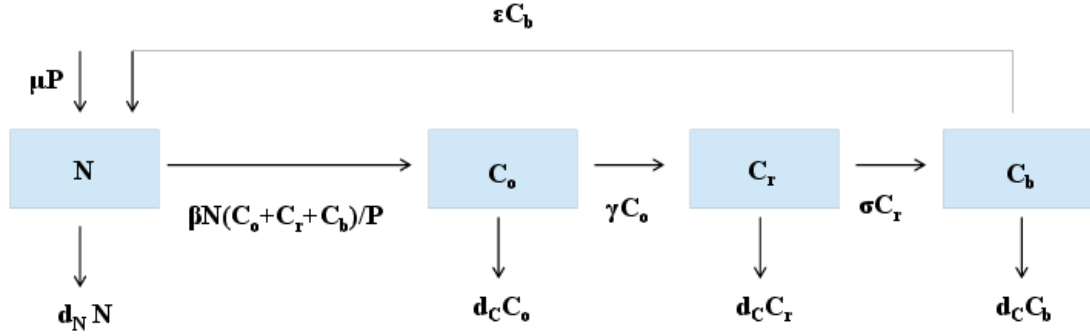 εC_b
μP
N
C_o
C_r
C_b
βN(C_o+C_r+C_b)/P
γC_o
σC_r
d_N N
d_C C_o
d_C C_r
d_C C_b